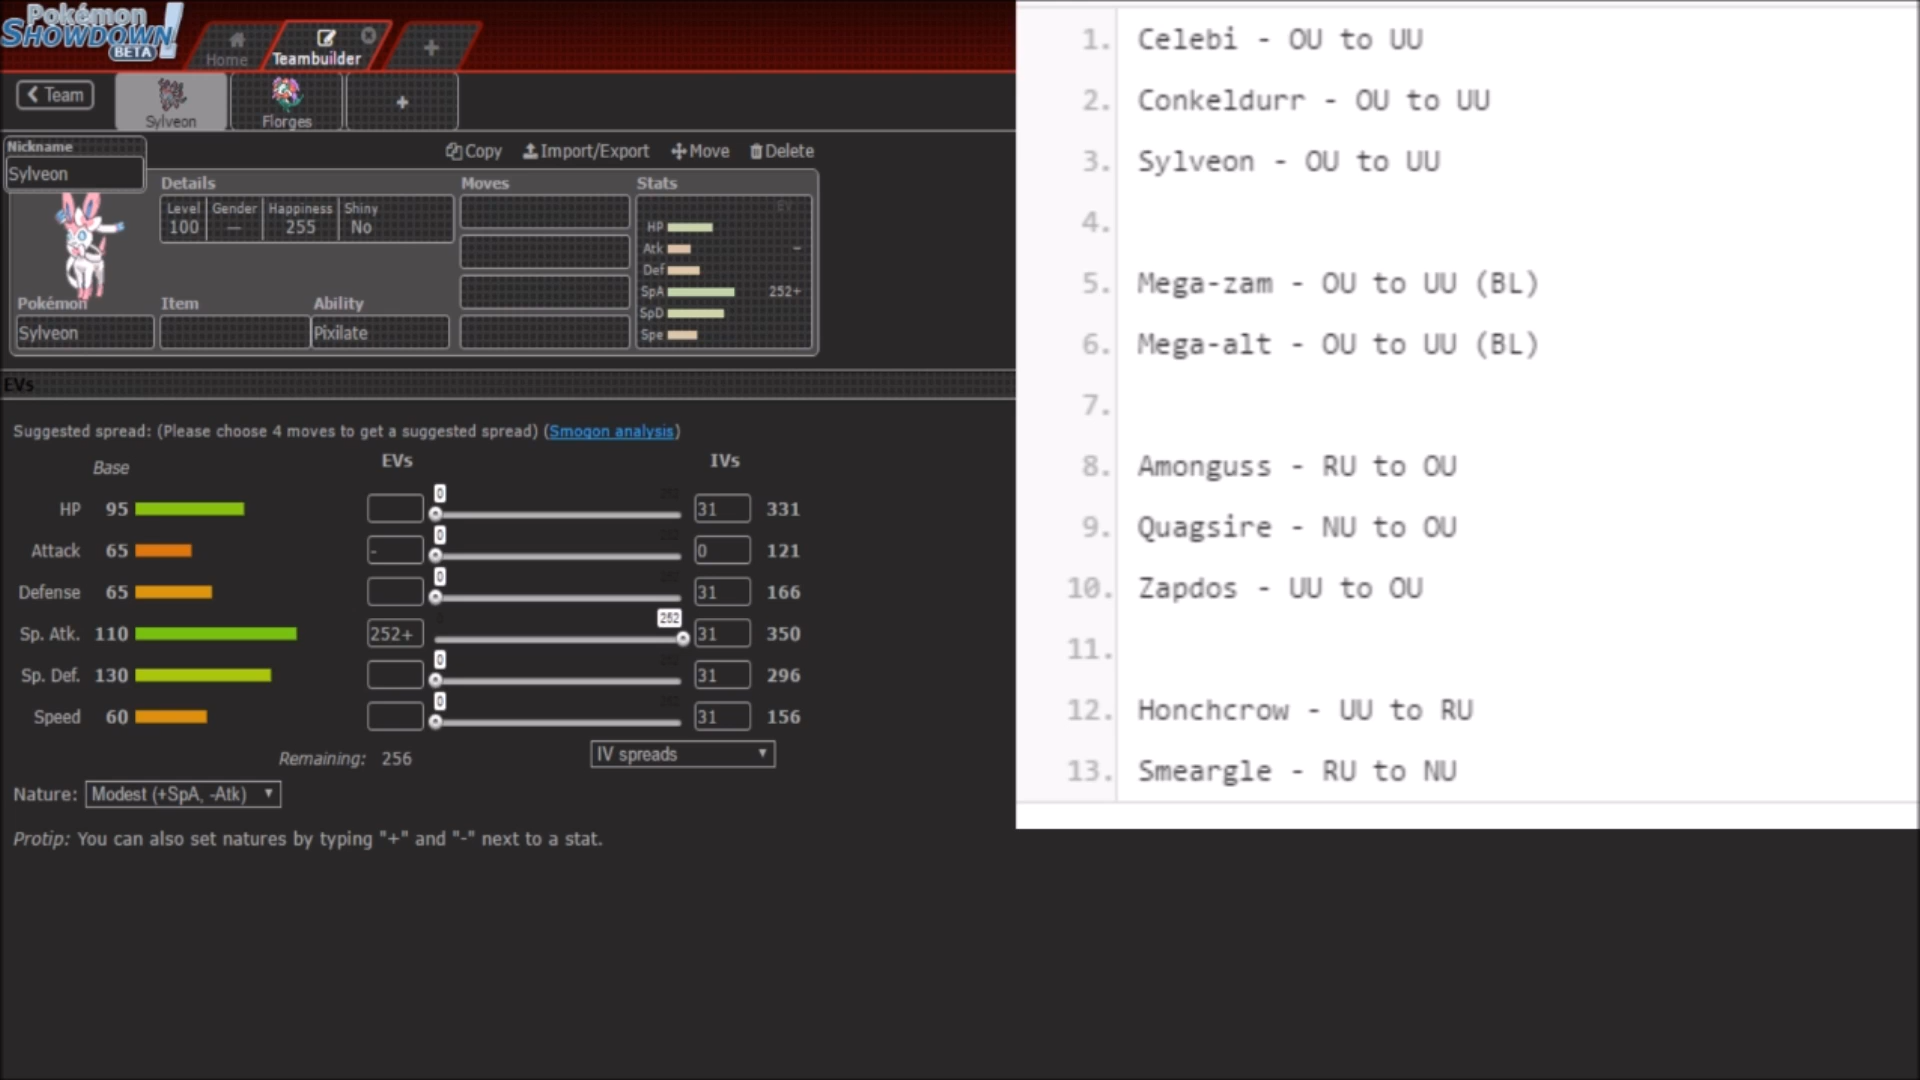 Pokémon
SHOWDOWN!
BETA
Home
Teambuilder
+
Team
Sylveon
Florges
+
Nickname
Sylveon
Copy
Import/Export
Move
Delete
Details
Moves
Stats
Level
Gender
Happiness
Shiny
100
—
255
No
EV
HP
Atk –
Def
SpA 252+
SpD
Spe
Pokémon
Item
Ability
Sylveon
Pixilate
EVs
Suggested spread: (Please choose 4 moves to get a suggested spread) (Smogon analysis)
Base EVs IVs
HP 95 0 252 31 331
Attack 65 - 0 252 0 121
Defense 65 0 252 31 166
Sp. Atk. 110 252+ 0 252 31 350
Sp. Def. 130 0 252 31 296
Speed 60 0 252 31 156
Remaining: 256
IV spreads
Nature: Modest (+SpA, -Atk)
Protip: You can also set natures by typing "+" and "-" next to a stat.
1. Celebi - OU to UU
2. Conkeldurr - OU to UU
3. Sylveon - OU to UU
4.
5. Mega-zam - OU to UU (BL)
6. Mega-alt - OU to UU (BL)
7.
8. Amonguss - RU to OU
9. Quagsire - NU to OU
10. Zapdos - UU to OU
11.
12. Honchcrow - UU to RU
13. Smeargle - RU to NU